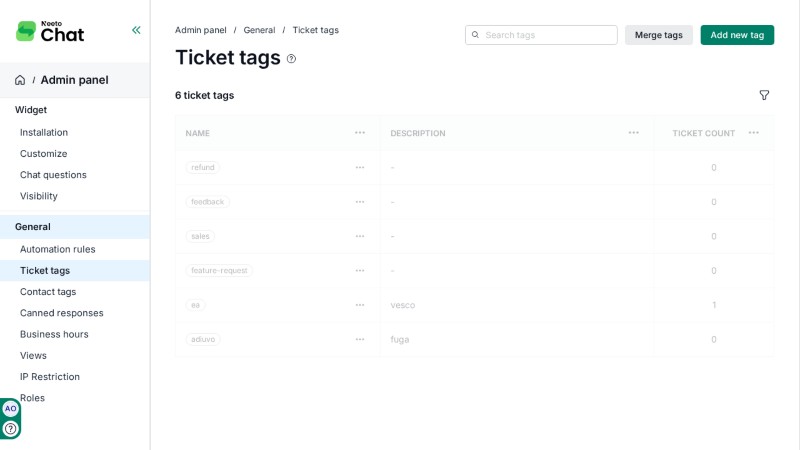 Neeto
Chat
Admin panel / General / Ticket tags
Ticket tags
Search tags
Merge tags
Add new tag
/ Admin panel
Widget
Installation
Customize
Chat questions
Visibility
General
Automation rules
Ticket tags
Contact tags
Canned responses
Business hours
Views
IP Restriction
Roles
AO
6 ticket tags
NAME DESCRIPTION TICKET COUNT
refund - 0
feedback - 0
sales - 0
feature-request - 0
ea vesco 1
adiuvo fuga 0